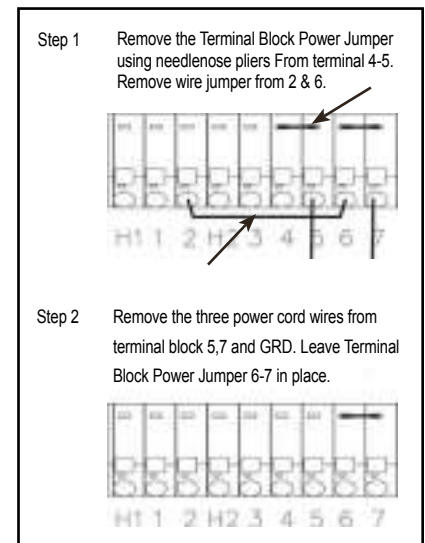 Step 1 Remove the Terminal Block Power Jumper
using needlenose pliers From terminal 4-5.
Remove wire jumper from 2 & 6.
H1 1 2 H2 3 4 5 6 7
Step 2 Remove the three power cord wires from
terminal block 5,7 and GRD. Leave Terminal
Block Power Jumper 6-7 in place.
H1 1 2 H2 3 4 5 6 7